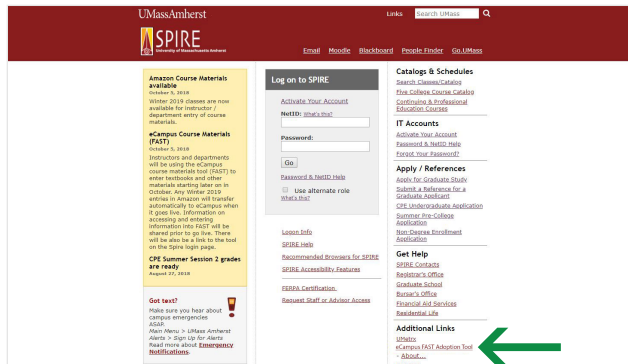 UMassAmherst
Links Search UMass
SPIRE
University of Massachusetts Amherst
Email Moodle Blackboard People Finder Go.UMass
Amazon Course Materials
available
October 5, 2018
Winter 2019 classes are now
available for instructor /
department entry of course
materials.
eCampus Course Materials
(FAST)
October 3, 2018
Instructors and departments
will be using the eCampus
course materials tool (FAST) to
enter textbooks and other
materials starting later on in
October. Any Winter 2019
entries in Amazon will transfer
automatically to eCampus when
it goes live. Information on
accessing and entering
information into FAST will be
shared prior to go live. There
will be also be a link to the tool
on the Spire login page.
CPE Summer Session 2 grades
are ready
August 27, 2018
Got text?
Make sure you hear about
campus emergencies
ASAP.
Main Menu > UMass Amherst
Alerts > Sign Up for Alerts
Read more about Emergency
Notifications.
Log on to SPIRE
Activate Your Account
NetID: What's this?
Password:
Go
Password & NetID Help
Use alternate role
What's this?
Logon Info
SPIRE Help
Recommended Browsers for SPIRE
SPIRE Accessibility Features
FERPA Certification
Request Staff or Advisor Access
Catalogs & Schedules
Search Classes/Catalog
Five College Course Catalog
Continuing & Professional
Education Courses
IT Accounts
Activate Your Account
Password & NetID Help
Forgot Your Password?
Apply / References
Apply for Graduate Study
Submit a Reference for a
Graduate Applicant
CPE Undergraduate Application
Summer Pre-College
Application
Non-Degree Enrollment
Application
Get Help
SPIRE Contacts
Registrar's Office
Graduate School
Bursar's Office
Financial Aid Services
Residential Life
Additional Links
UMetrx
eCampus FAST Adoption Tool
- About...